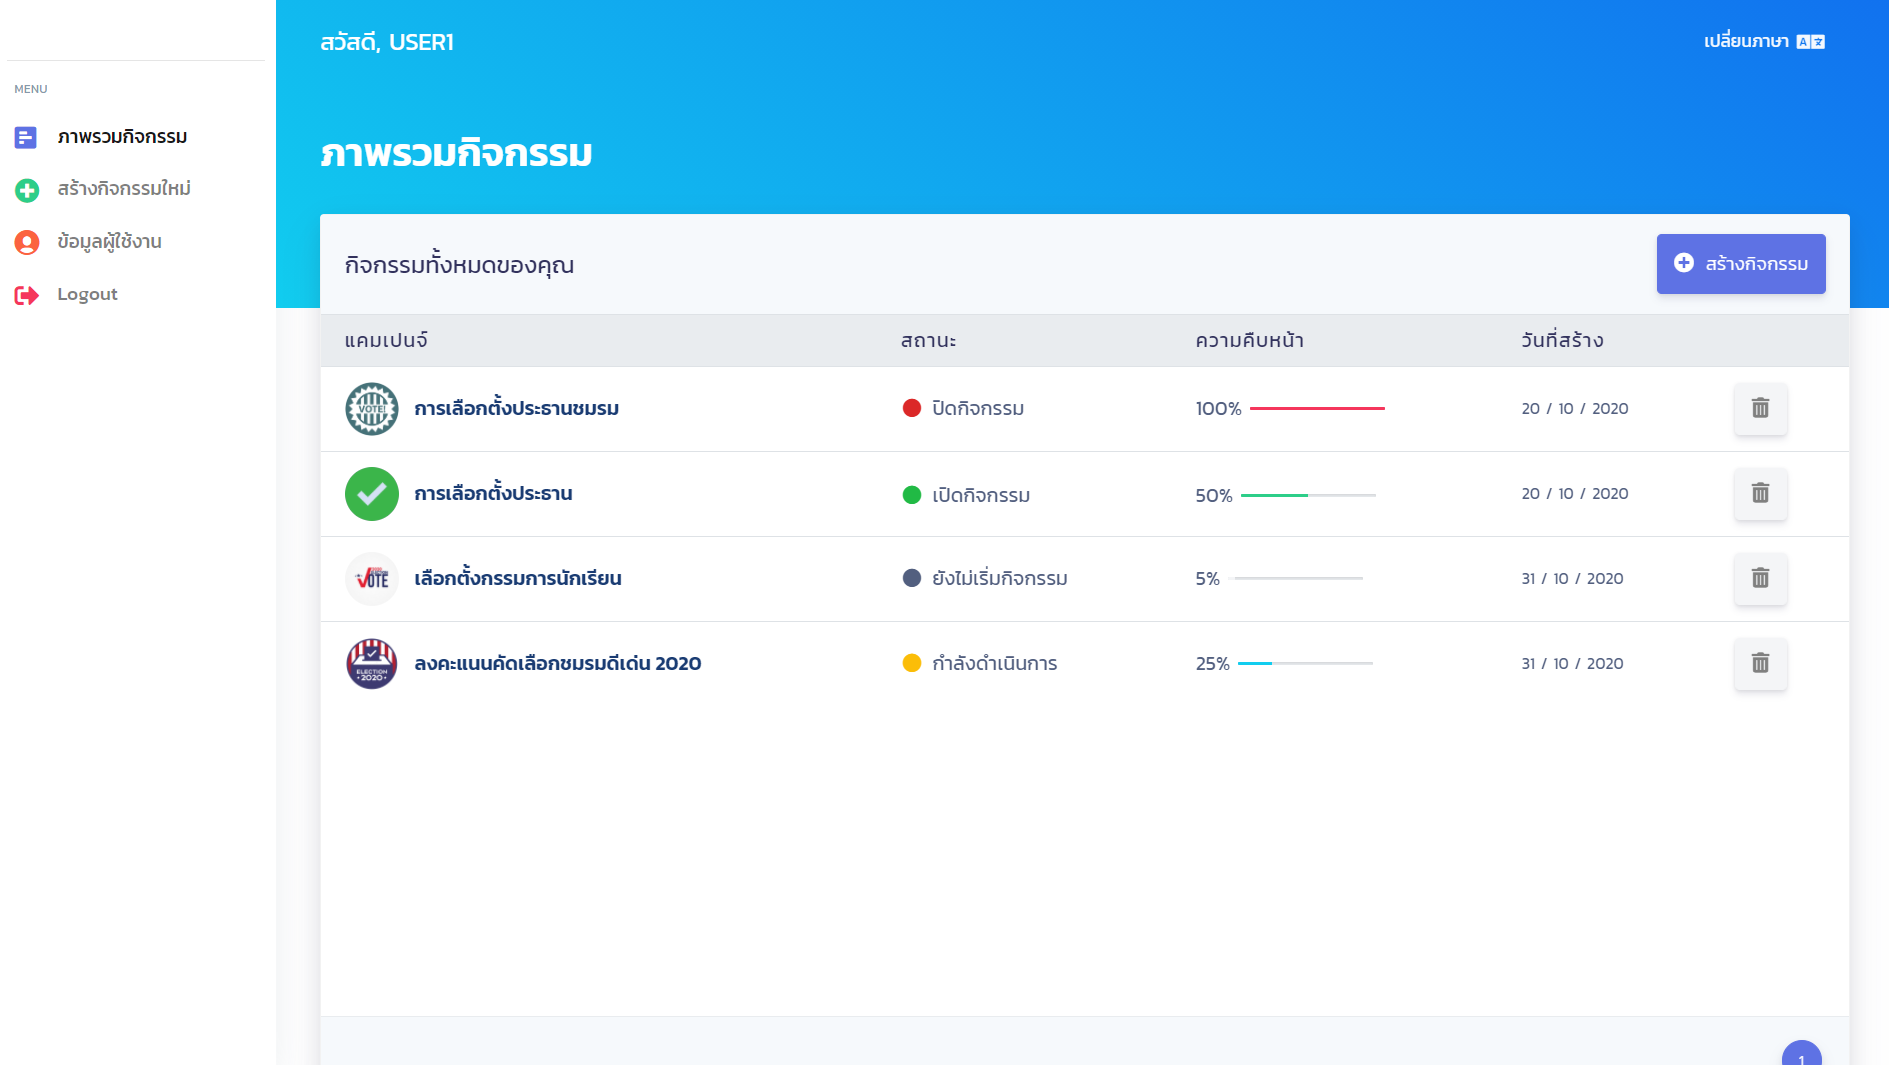 สวัสดี, USER1
เปลี่ยนภาษา
MENU
ภาพรวมกิจกรรม
สร้างกิจกรรมใหม่
ข้อมูลผู้ใช้งาน
Logout
ภาพรวมกิจกรรม
กิจกรรมทั้งหมดของคุณ
สร้างกิจกรรม
แคมเปนจ์ สถานะ ความคืบหน้า วันที่สร้าง
VOTE! การเลือกตั้งประธานชมรม ปิดกิจกรรม 100% 20 / 10 / 2020
การเลือกตั้งประธาน เปิดกิจกรรม 50% 20 / 10 / 2020
VOTE เลือกตั้งกรรมการนักเรียน ยังไม่เริ่มกิจกรรม 5% 31 / 10 / 2020
ELECTION 2020 ลงคะแนนคัดเลือกชมรมดีเด่น 2020 กำลังดำเนินการ 25% 31 / 10 / 2020
1